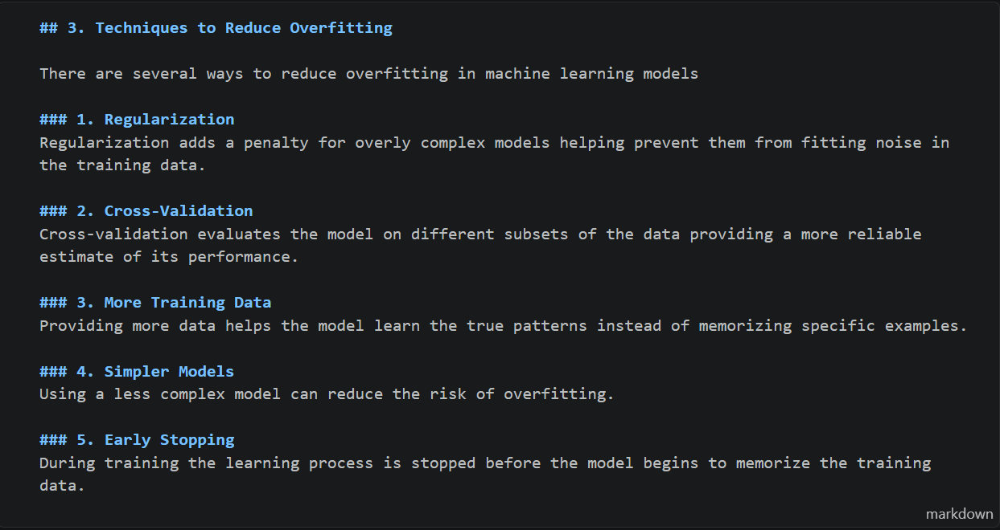 ## 3. Techniques to Reduce Overfitting
There are several ways to reduce overfitting in machine learning models
### 1. Regularization
Regularization adds a penalty for overly complex models helping prevent them from fitting noise in
the training data.
### 2. Cross-Validation
Cross-validation evaluates the model on different subsets of the data providing a more reliable
estimate of its performance.
### 3. More Training Data
Providing more data helps the model learn the true patterns instead of memorizing specific examples.
### 4. Simpler Models
Using a less complex model can reduce the risk of overfitting.
### 5. Early Stopping
During training the learning process is stopped before the model begins to memorize the training
data.
markdown